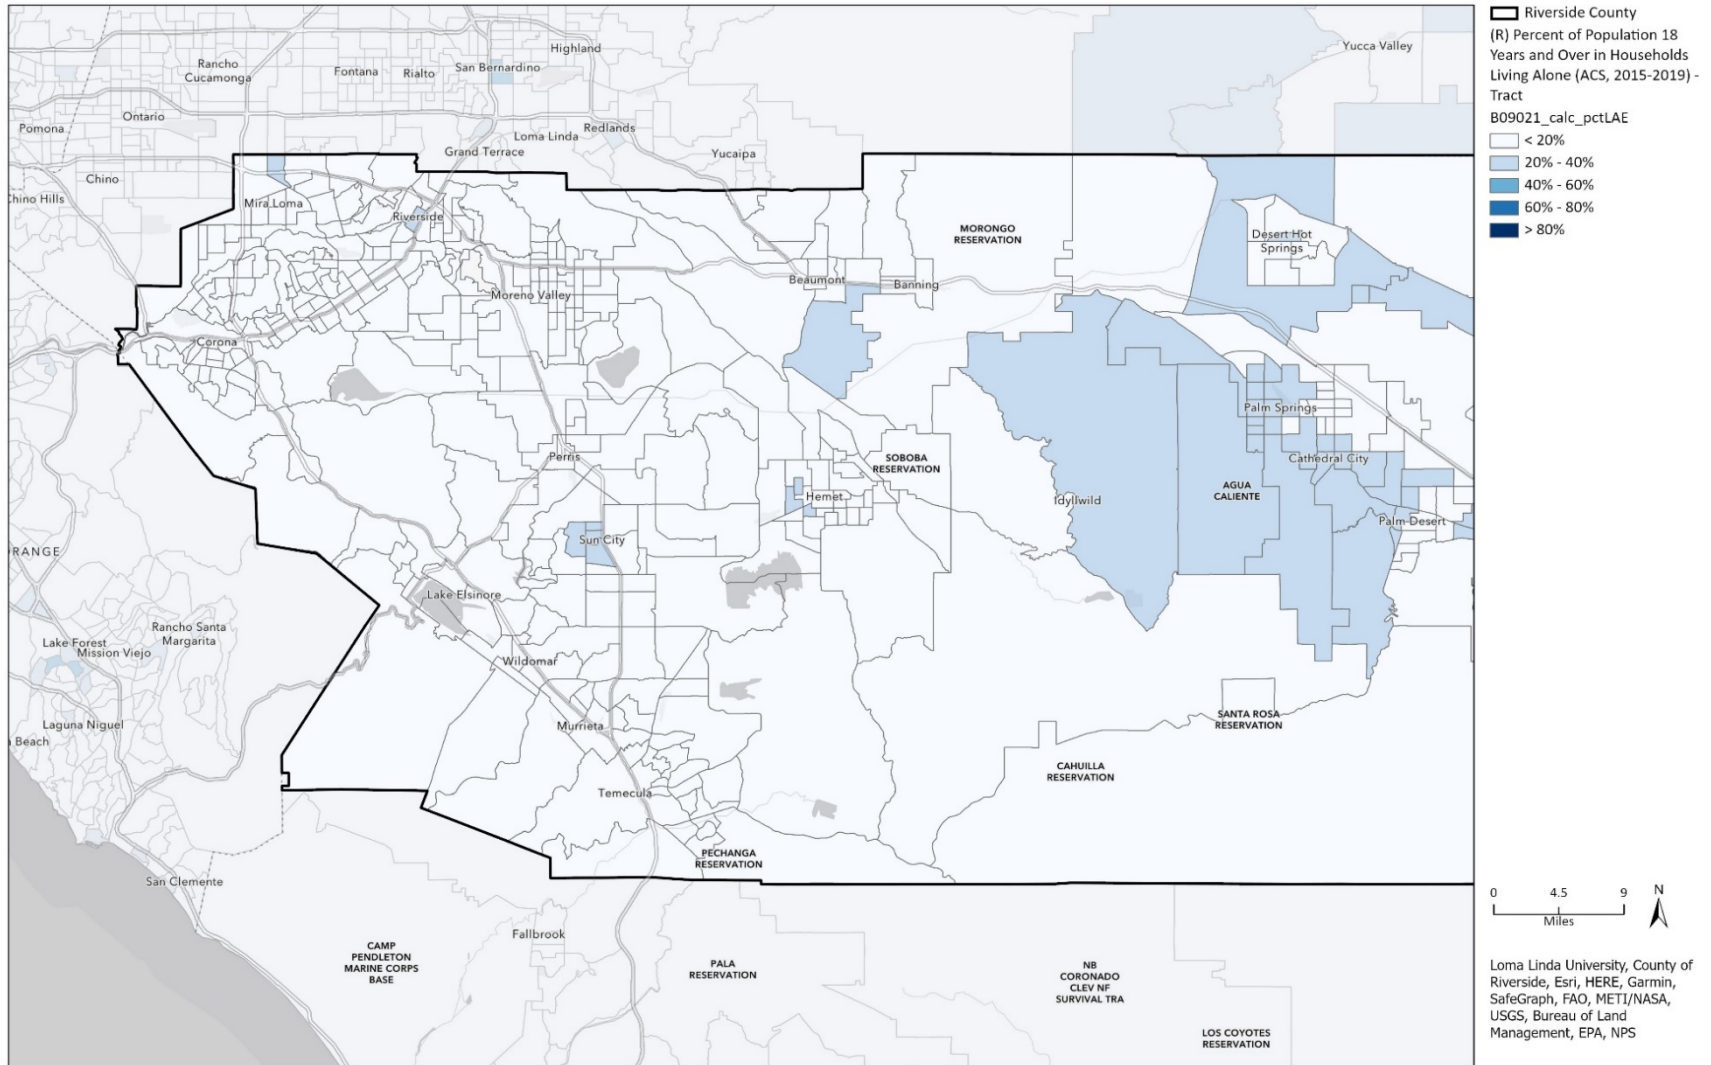 Highland
Yucca Valley
Rancho
Cucamonga
Fontana
Rialto
San Bernardino
Ontario
Pomona
Loma Linda
Redlands
Grand Terrace
Yucaipa
Chino
Chino Hills
Mira Loma
Riverside
MORONGO
RESERVATION
Desert Hot
Springs
Beaumont
Banning
Moreno Valley
Corona
Palm Springs
Perris
SOBOBA
RESERVATION
Cathedral City
AGUA
CALIENTE
Hemet
Idyllwild
Palm Desert
Sun City
RANGE
Lake Elsinore
Rancho Santa
Margarita
Lake Forest
Mission Viejo
Wildomar
Laguna Niguel
Beach
Murrieta
SANTA ROSA
RESERVATION
CAHUILLA
RESERVATION
Temecula
PECHANGA
RESERVATION
San Clemente
Fallbrook
CAMP
PENDLETON
MARINE CORPS
BASE
PALA
RESERVATION
NB
CORONADO
CLEV NF
SURVIVAL TRA
LOS COYOTES
RESERVATION
Riverside County
(R) Percent of Population 18
Years and Over in Households
Living Alone (ACS, 2015-2019) -
Tract
B09021_calc_pctLAE
< 20%
20% - 40%
40% - 60%
60% - 80%
> 80%
0 4.5 9
Miles
N
Loma Linda University, County of
Riverside, Esri, HERE, Garmin,
SafeGraph, FAO, METI/NASA,
USGS, Bureau of Land
Management, EPA, NPS